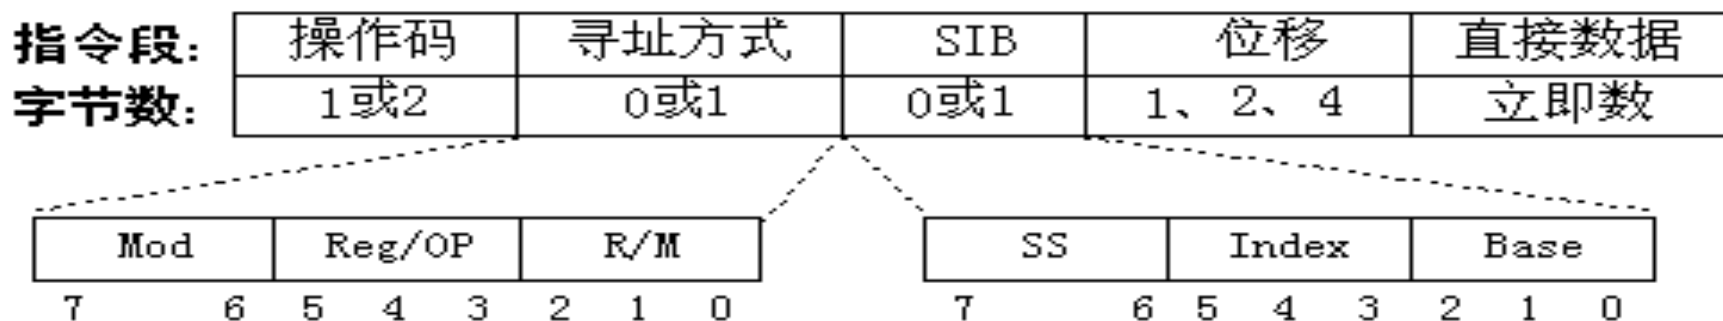 指令段: 操作码 寻址方式 SIB 位移 直接数据
字节数: 1或2 0或1 0或1 1、2、4 立即数
Mod Reg/OP R/M SS Index Base
7 6 5 4 3 2 1 0 7 6 5 4 3 2 1 0